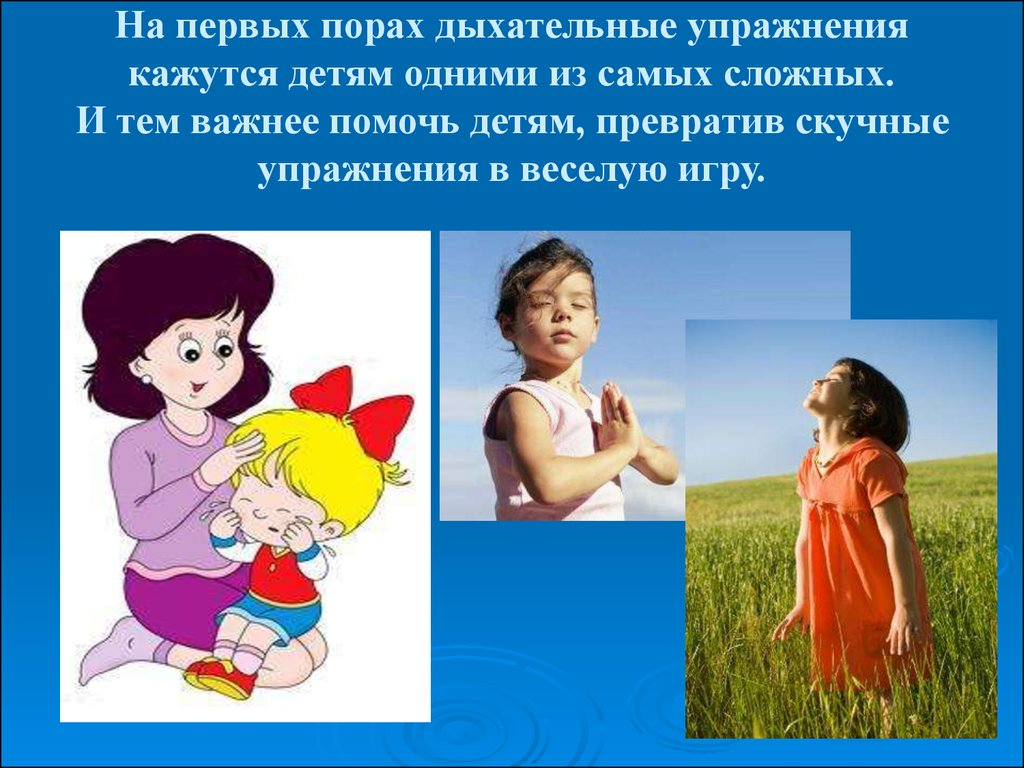 На первых порах дыхательные упражнения
кажутся детям одними из самых сложных.
И тем важнее помочь детям, превратив скучные
упражнения в веселую игру.